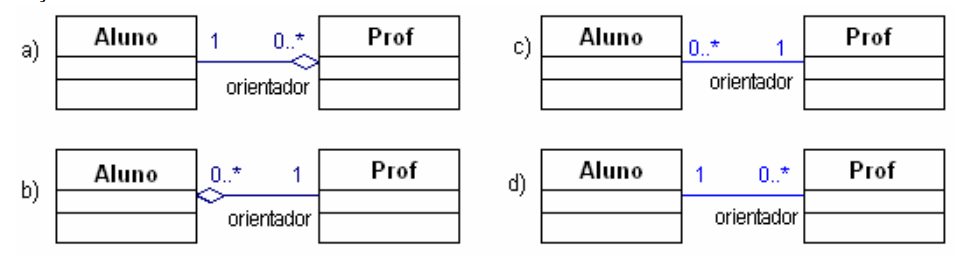 a) Aluno 1 0..* Prof
orientador
c) Aluno 0..* 1 Prof
orientador
b) Aluno 0..* 1 Prof
orientador
d) Aluno 1 0..* Prof
orientador